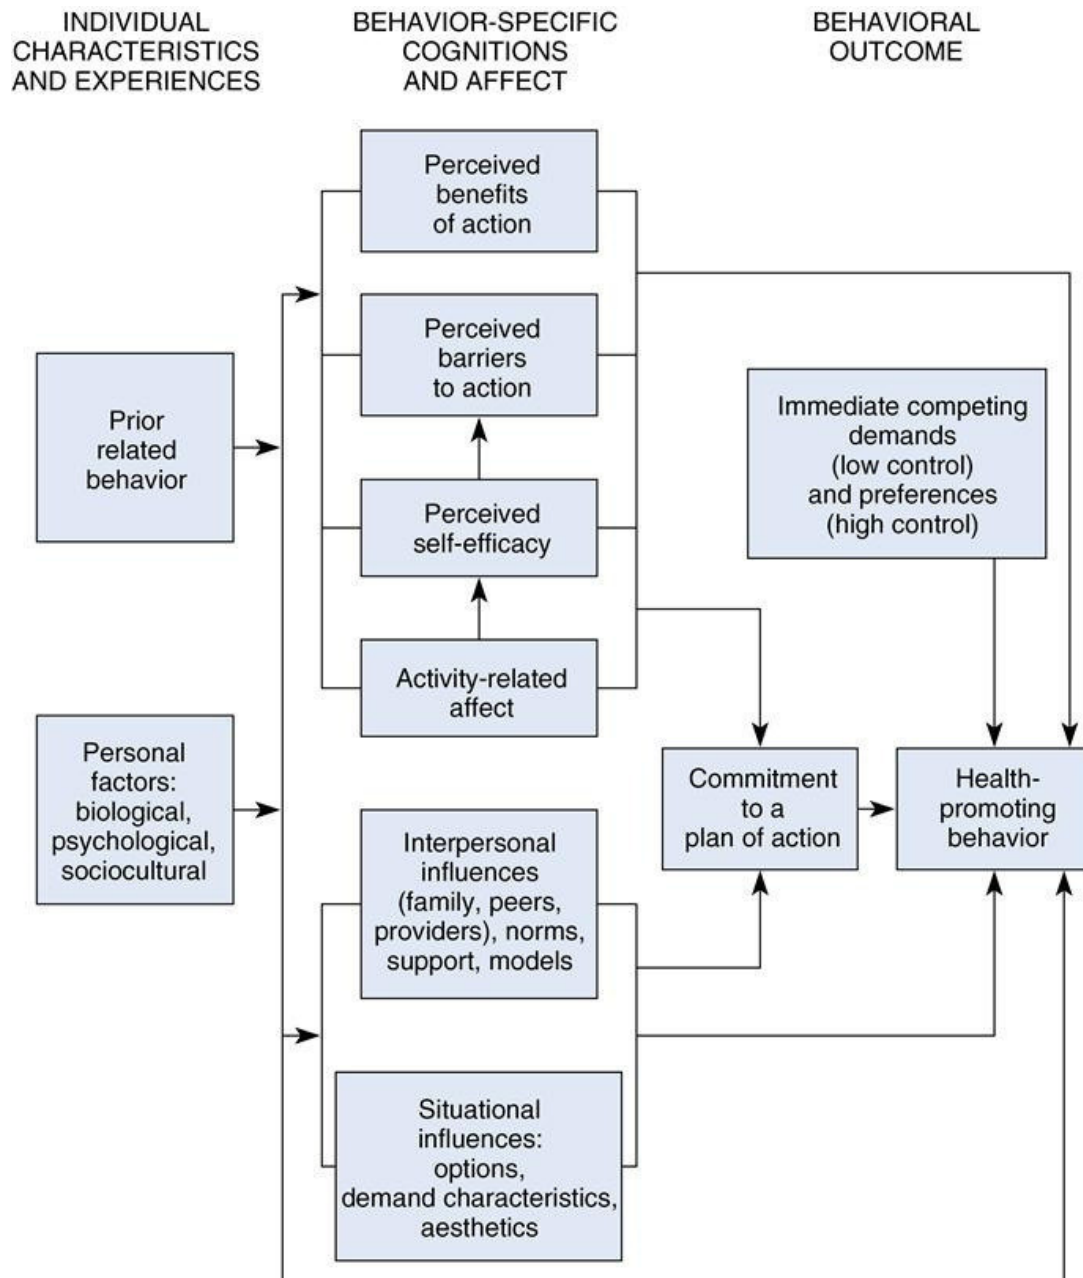 INDIVIDUAL
CHARACTERISTICS
AND EXPERIENCES
BEHAVIOR-SPECIFIC
COGNITIONS
AND AFFECT
BEHAVIORAL
OUTCOME
Perceived
benefits
of action
Perceived
barriers
to action
Prior
related
behavior
Immediate competing
demands
(low control)
and preferences
(high control)
Perceived
self-efficacy
Activity-related
affect
Personal
factors:
biological,
psychological,
sociocultural
Commitment
to a
plan of action
Health-
promoting
behavior
Interpersonal
influences
(family, peers,
providers), norms,
support, models
Situational
influences:
options,
demand characteristics,
aesthetics